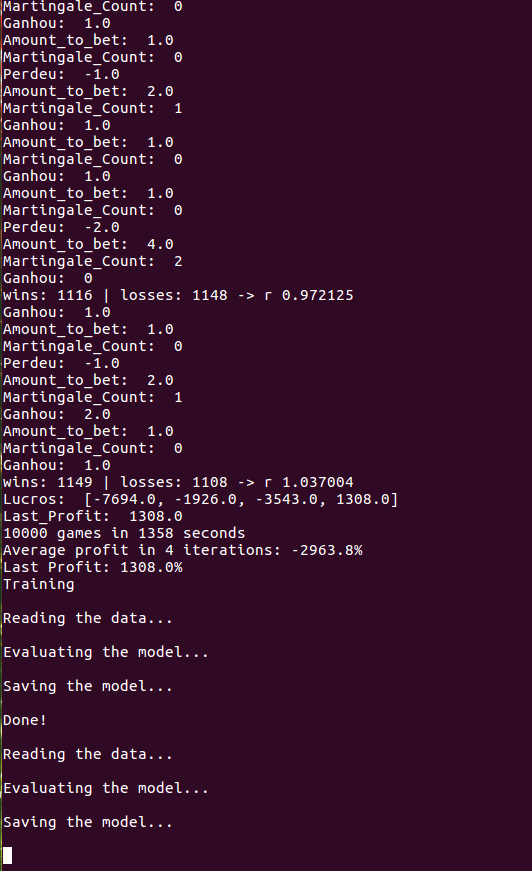 Martingale_Count:  0
Ganhou:  1.0
Amount_to_bet:  1.0
Martingale_Count:  0
Perdeu:  -1.0
Amount_to_bet:  2.0
Martingale_Count:  1
Ganhou:  1.0
Amount_to_bet:  1.0
Martingale_Count:  0
Ganhou:  1.0
Amount_to_bet:  1.0
Martingale_Count:  0
Perdeu:  -2.0
Amount_to_bet:  4.0
Martingale_Count:  2
Ganhou:  0
wins: 1116 | losses: 1148 -> r 0.972125
Ganhou:  1.0
Amount_to_bet:  1.0
Martingale_Count:  0
Perdeu:  -1.0
Amount_to_bet:  2.0
Martingale_Count:  1
Ganhou:  2.0
Amount_to_bet:  1.0
Martingale_Count:  0
Ganhou:  1.0
wins: 1149 | losses: 1108 -> r 1.037004
Lucros:  [-7694.0, -1926.0, -3543.0, 1308.0]
Last_Profit:  1308.0
10000 games in 1358 seconds
Average profit in 4 iterations: -2963.8%
Last Profit: 1308.0%
Training
Reading the data...
Evaluating the model...
Saving the model...
Done!
Reading the data...
Evaluating the model...
Saving the model...